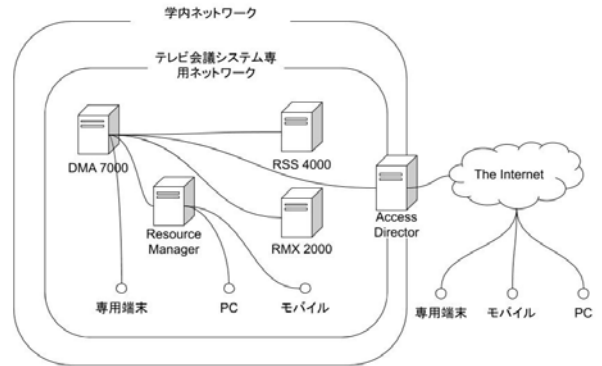 学内ネットワーク
テレビ会議システム専
用ネットワーク
DMA 7000
RSS 4000
The Internet
Resource
Manager
RMX 2000
Access
Director
専用端末
PC
モバイル
専用端末
モバイル
PC